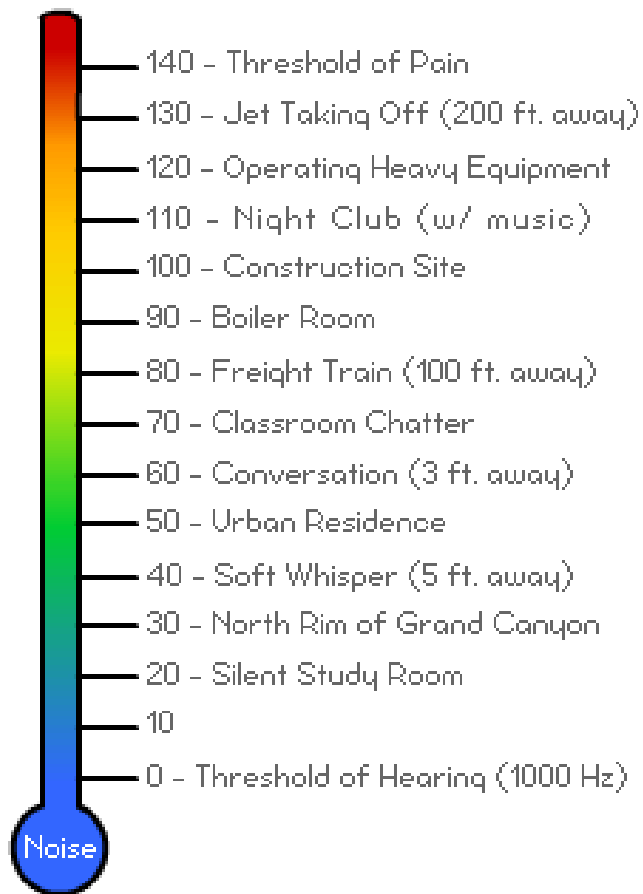 140 - Threshold of Pain
130 - Jet Taking Off (200 ft. away)
120 - Operating Heavy Equipment
110 - Night Club (w/ music)
100 - Construction Site
90 - Boiler Room
80 - Freight Train (100 ft. away)
70 - Classroom Chatter
60 - Conversation (3 ft. away)
50 - Urban Residence
40 - Soft Whisper (5 ft. away)
30 - North Rim of Grand Canyon
20 - Silent Study Room
10
0 - Threshold of Hearing (1000 Hz)
Noise